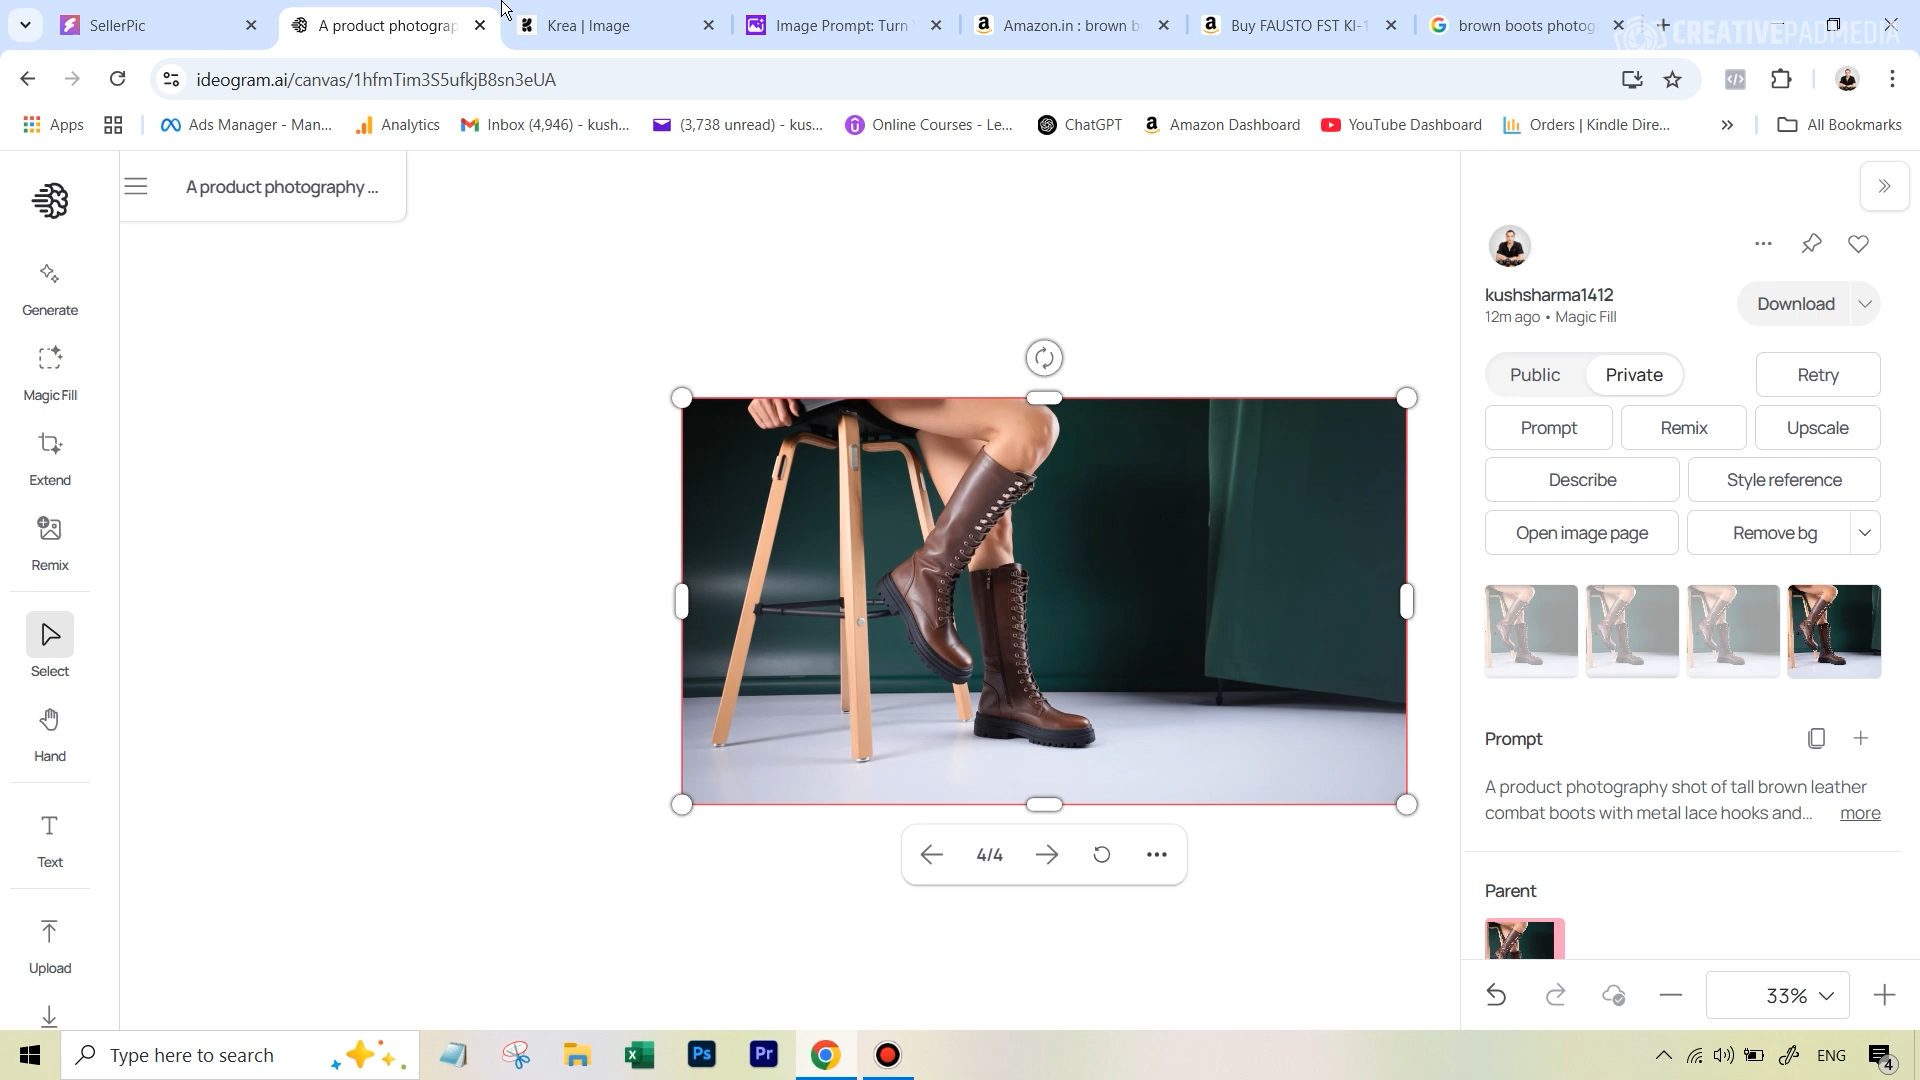 SellerPic
A product photograp
Krea | Image
Image Prompt: Turn
Amazon.in : brown b
Buy FAUSTO FST KI-1
brown boots photog
CREATIVEPADMEDIA
ideogram.ai/canvas/1hfmTim3S5ufkjB8sn3eUA
Apps
Ads Manager - Man...
Analytics
Inbox (4,946) - kush...
(3,738 unread) - kus...
Online Courses - Le...
ChatGPT
Amazon Dashboard
YouTube Dashboard
Orders | Kindle Dire...
All Bookmarks
A product photography ...
Generate
Magic Fill
Extend
Remix
Select
Hand
Text
Upload
4/4
kushsharma1412
12m ago • Magic Fill
Download
Public
Private
Retry
Prompt
Remix
Upscale
Describe
Style reference
Open image page
Remove bg
Prompt
A product photography shot of tall brown leather
combat boots with metal lace hooks and... more
Parent
33%
Type here to search
Ps
Pr
ENG
4